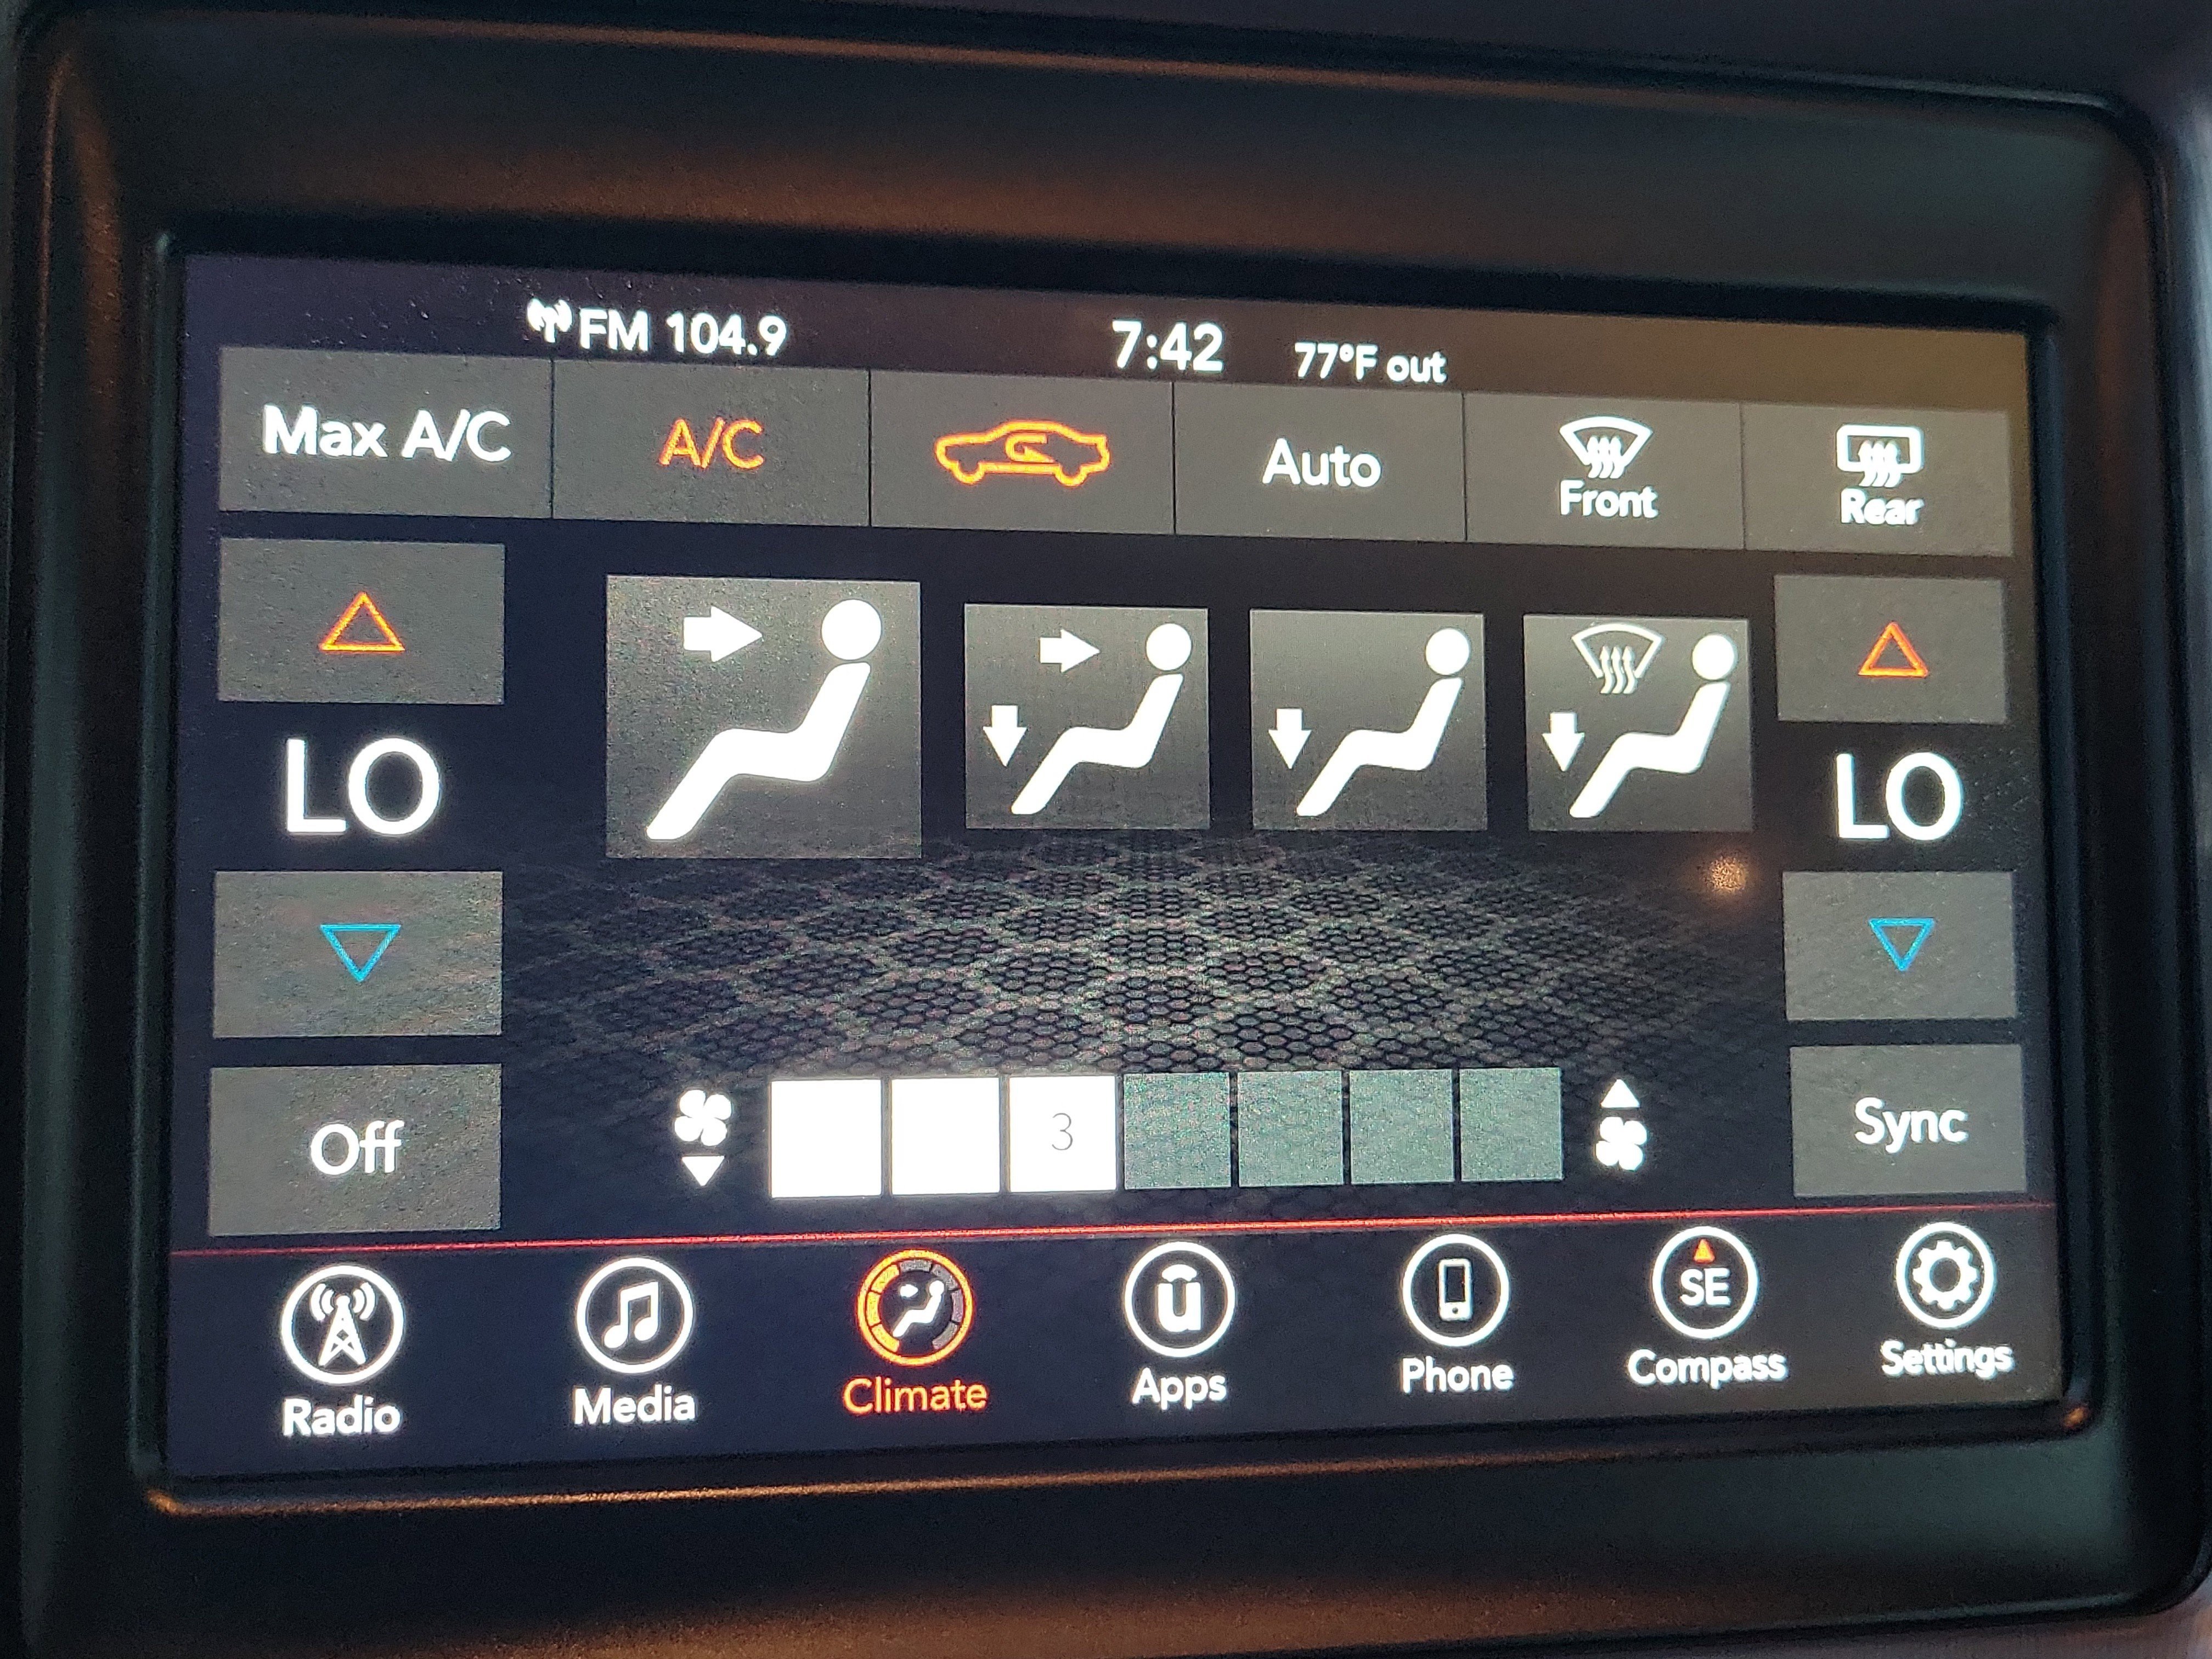 FM 104.9 7:42 77°F out
Max A/C A/C Auto Front Rear
LO LO
Off 3 Sync
SE
Radio Media Climate Apps Phone Compass Settings